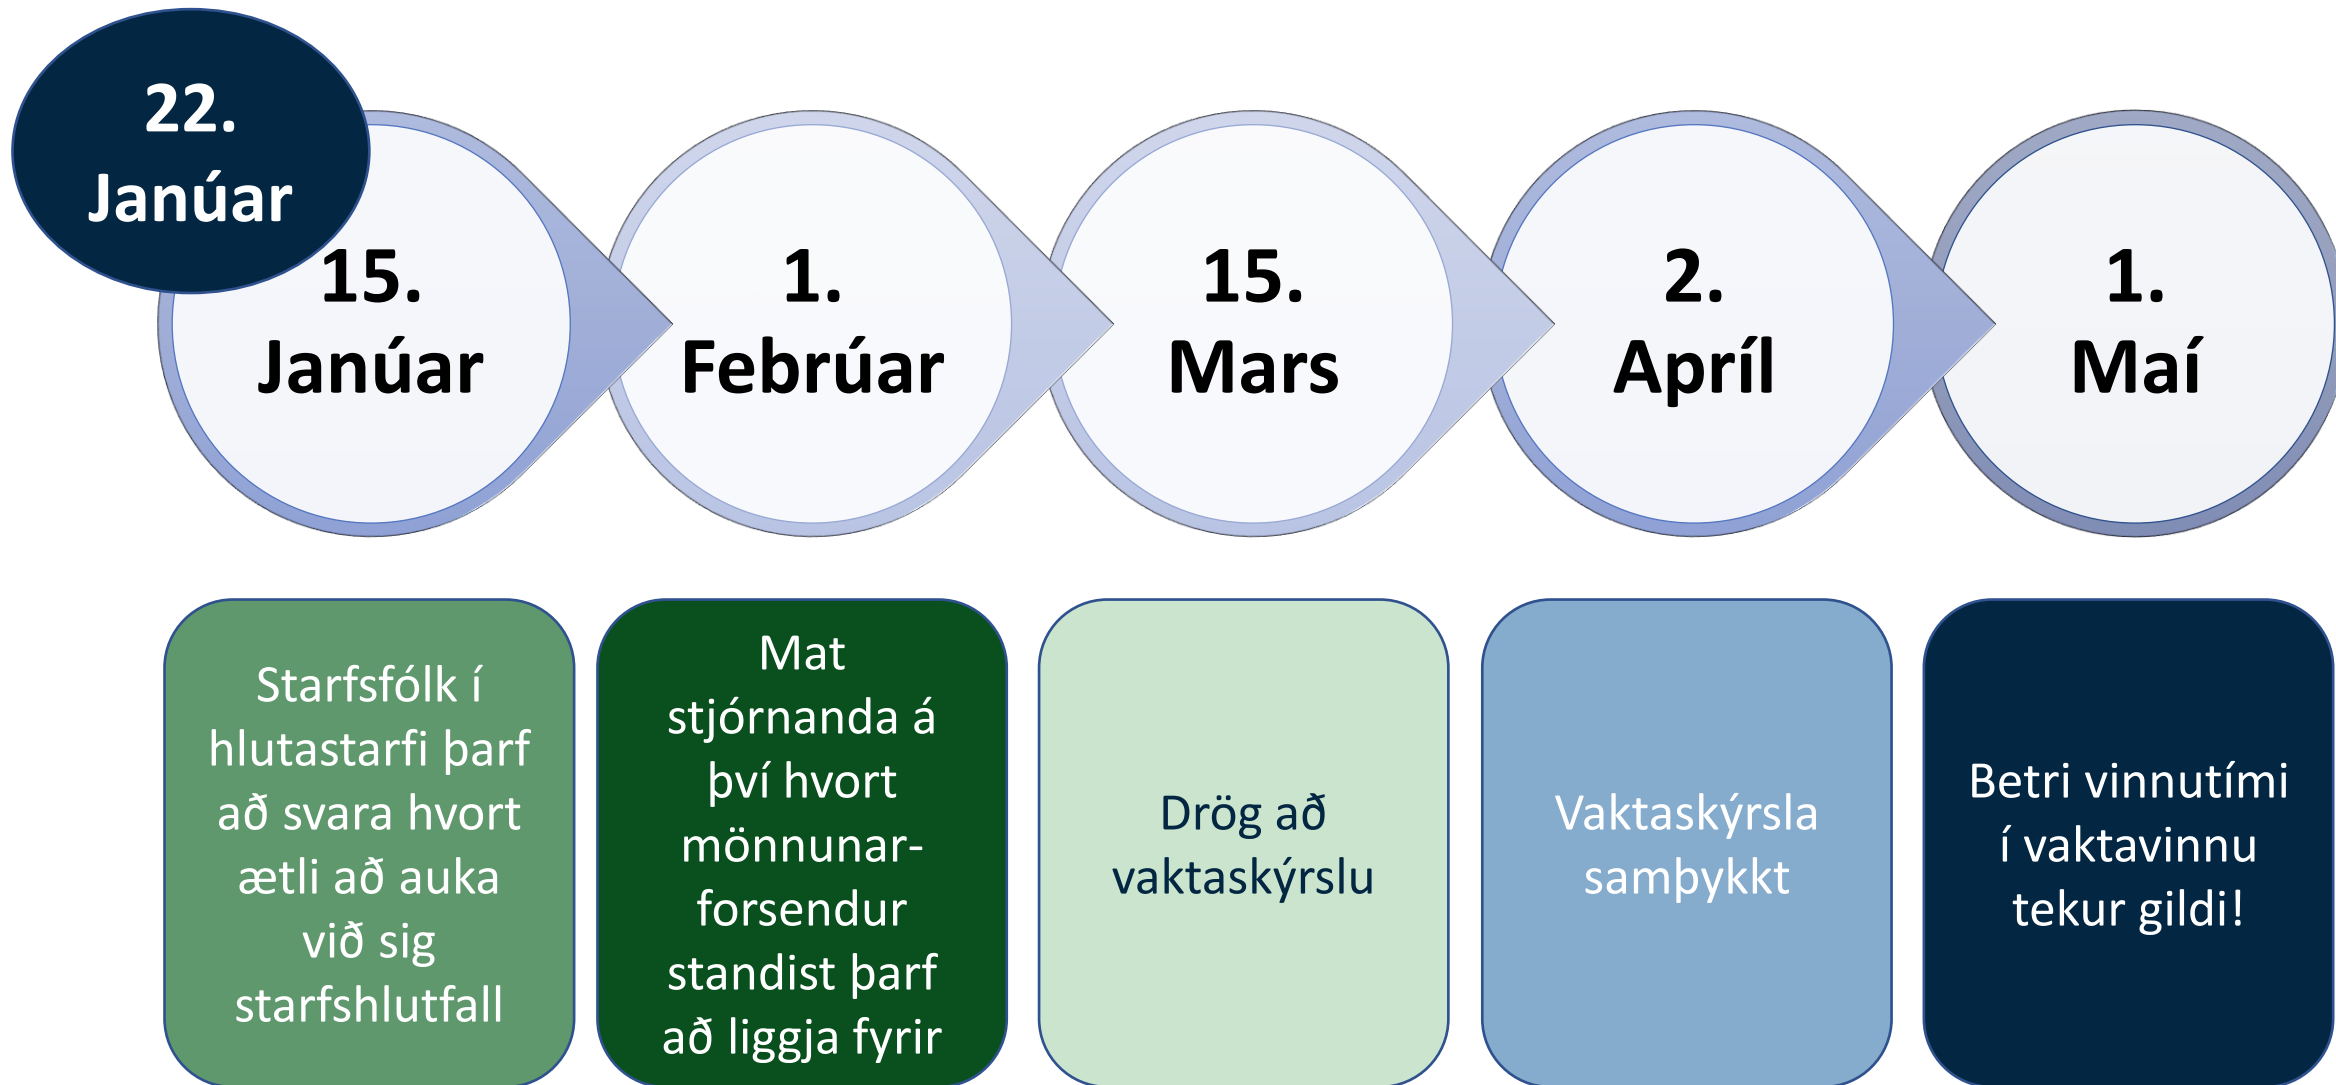 22.
Janúar
15.
Janúar
1.
Febrúar
15.
Mars
2.
Apríl
1.
Maí
Starfsfólk í
hlutastarfi þarf
að svara hvort
ætli að auka
við sig
starfshlutfall
Mat
stjórnanda á
því hvort
mönnunar-
forsendur
standist þarf
að liggja fyrir
Drög að
vaktaskýrslu
Vaktaskýrsla
samþykkt
Betri vinnutími
í vaktavinnu
tekur gildi!